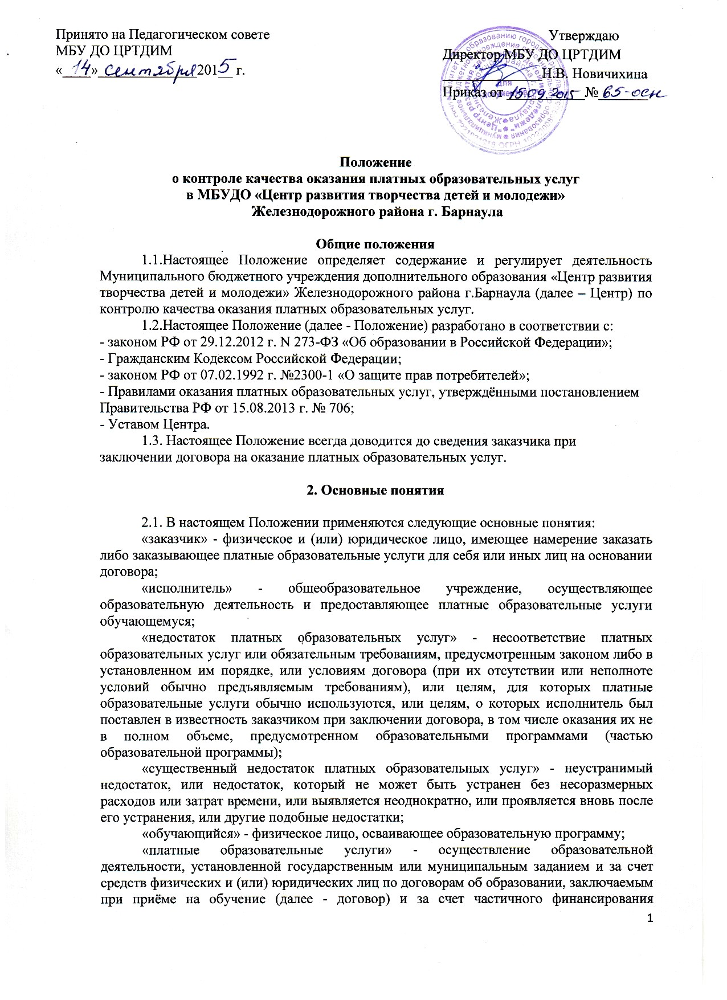 Принято на Педагогическом совете
МБУ ДО ЦРТДИМ
« 14 » сентября 2015 г.
Утверждаю
Директор МБУ ДО ЦРТДИМ
Н.В. Новичихина
Приказ от 15.09.2015 № 65-осн
Для документов
Положение
о контроле качества оказания платных образовательных услуг
в МБУДО «Центр развития творчества детей и молодежи»
Железнодорожного района г. Барнаула
Общие положения
1.1.Настоящее Положение определяет содержание и регулирует деятельность
Муниципального бюджетного учреждения дополнительного образования «Центр развития
творчества детей и молодежи» Железнодорожного района г.Барнаула (далее – Центр) по
контролю качества оказания платных образовательных услуг.
1.2.Настоящее Положение (далее - Положение) разработано в соответствии с:
- законом РФ от 29.12.2012 г. N 273-ФЗ «Об образовании в Российской Федерации»;
- Гражданским Кодексом Российской Федерации;
- законом РФ от 07.02.1992 г. №2300-1 «О защите прав потребителей»;
- Правилами оказания платных образовательных услуг, утверждёнными постановлением
Правительства РФ от 15.08.2013 г. № 706;
- Уставом Центра.
1.3. Настоящее Положение всегда доводится до сведения заказчика при
заключении договора на оказание платных образовательных услуг.
2. Основные понятия
2.1. В настоящем Положении применяются следующие основные понятия:
«заказчик» - физическое и (или) юридическое лицо, имеющее намерение заказать
либо заказывающее платные образовательные услуги для себя или иных лиц на основании
договора;
«исполнитель» - общеобразовательное учреждение, осуществляющее
образовательную деятельность и предоставляющее платные образовательные услуги
обучающемуся;
«недостаток платных образовательных услуг» - несоответствие платных
образовательных услуг или обязательным требованиям, предусмотренным законом либо в
установленном им порядке, или условиям договора (при их отсутствии или неполноте
условий обычно предъявляемым требованиям), или целям, для которых платные
образовательные услуги обычно используются, или целям, о которых исполнитель был
поставлен в известность заказчиком при заключении договора, в том числе оказания их не
в полном объеме, предусмотренном образовательными программами (частью
образовательной программы);
«существенный недостаток платных образовательных услуг» - неустранимый
недостаток, или недостаток, который не может быть устранен без несоразмерных
расходов или затрат времени, или выявляется неоднократно, или проявляется вновь после
его устранения, или другие подобные недостатки;
«обучающийся» - физическое лицо, осваивающее образовательную программу;
«платные образовательные услуги» - осуществление образовательной
деятельности, установленной государственным или муниципальным заданием и за счет
средств физических и (или) юридических лиц по договорам об образовании, заключаемым
при приёме на обучение (далее - договор) и за счет частичного финансирования
1